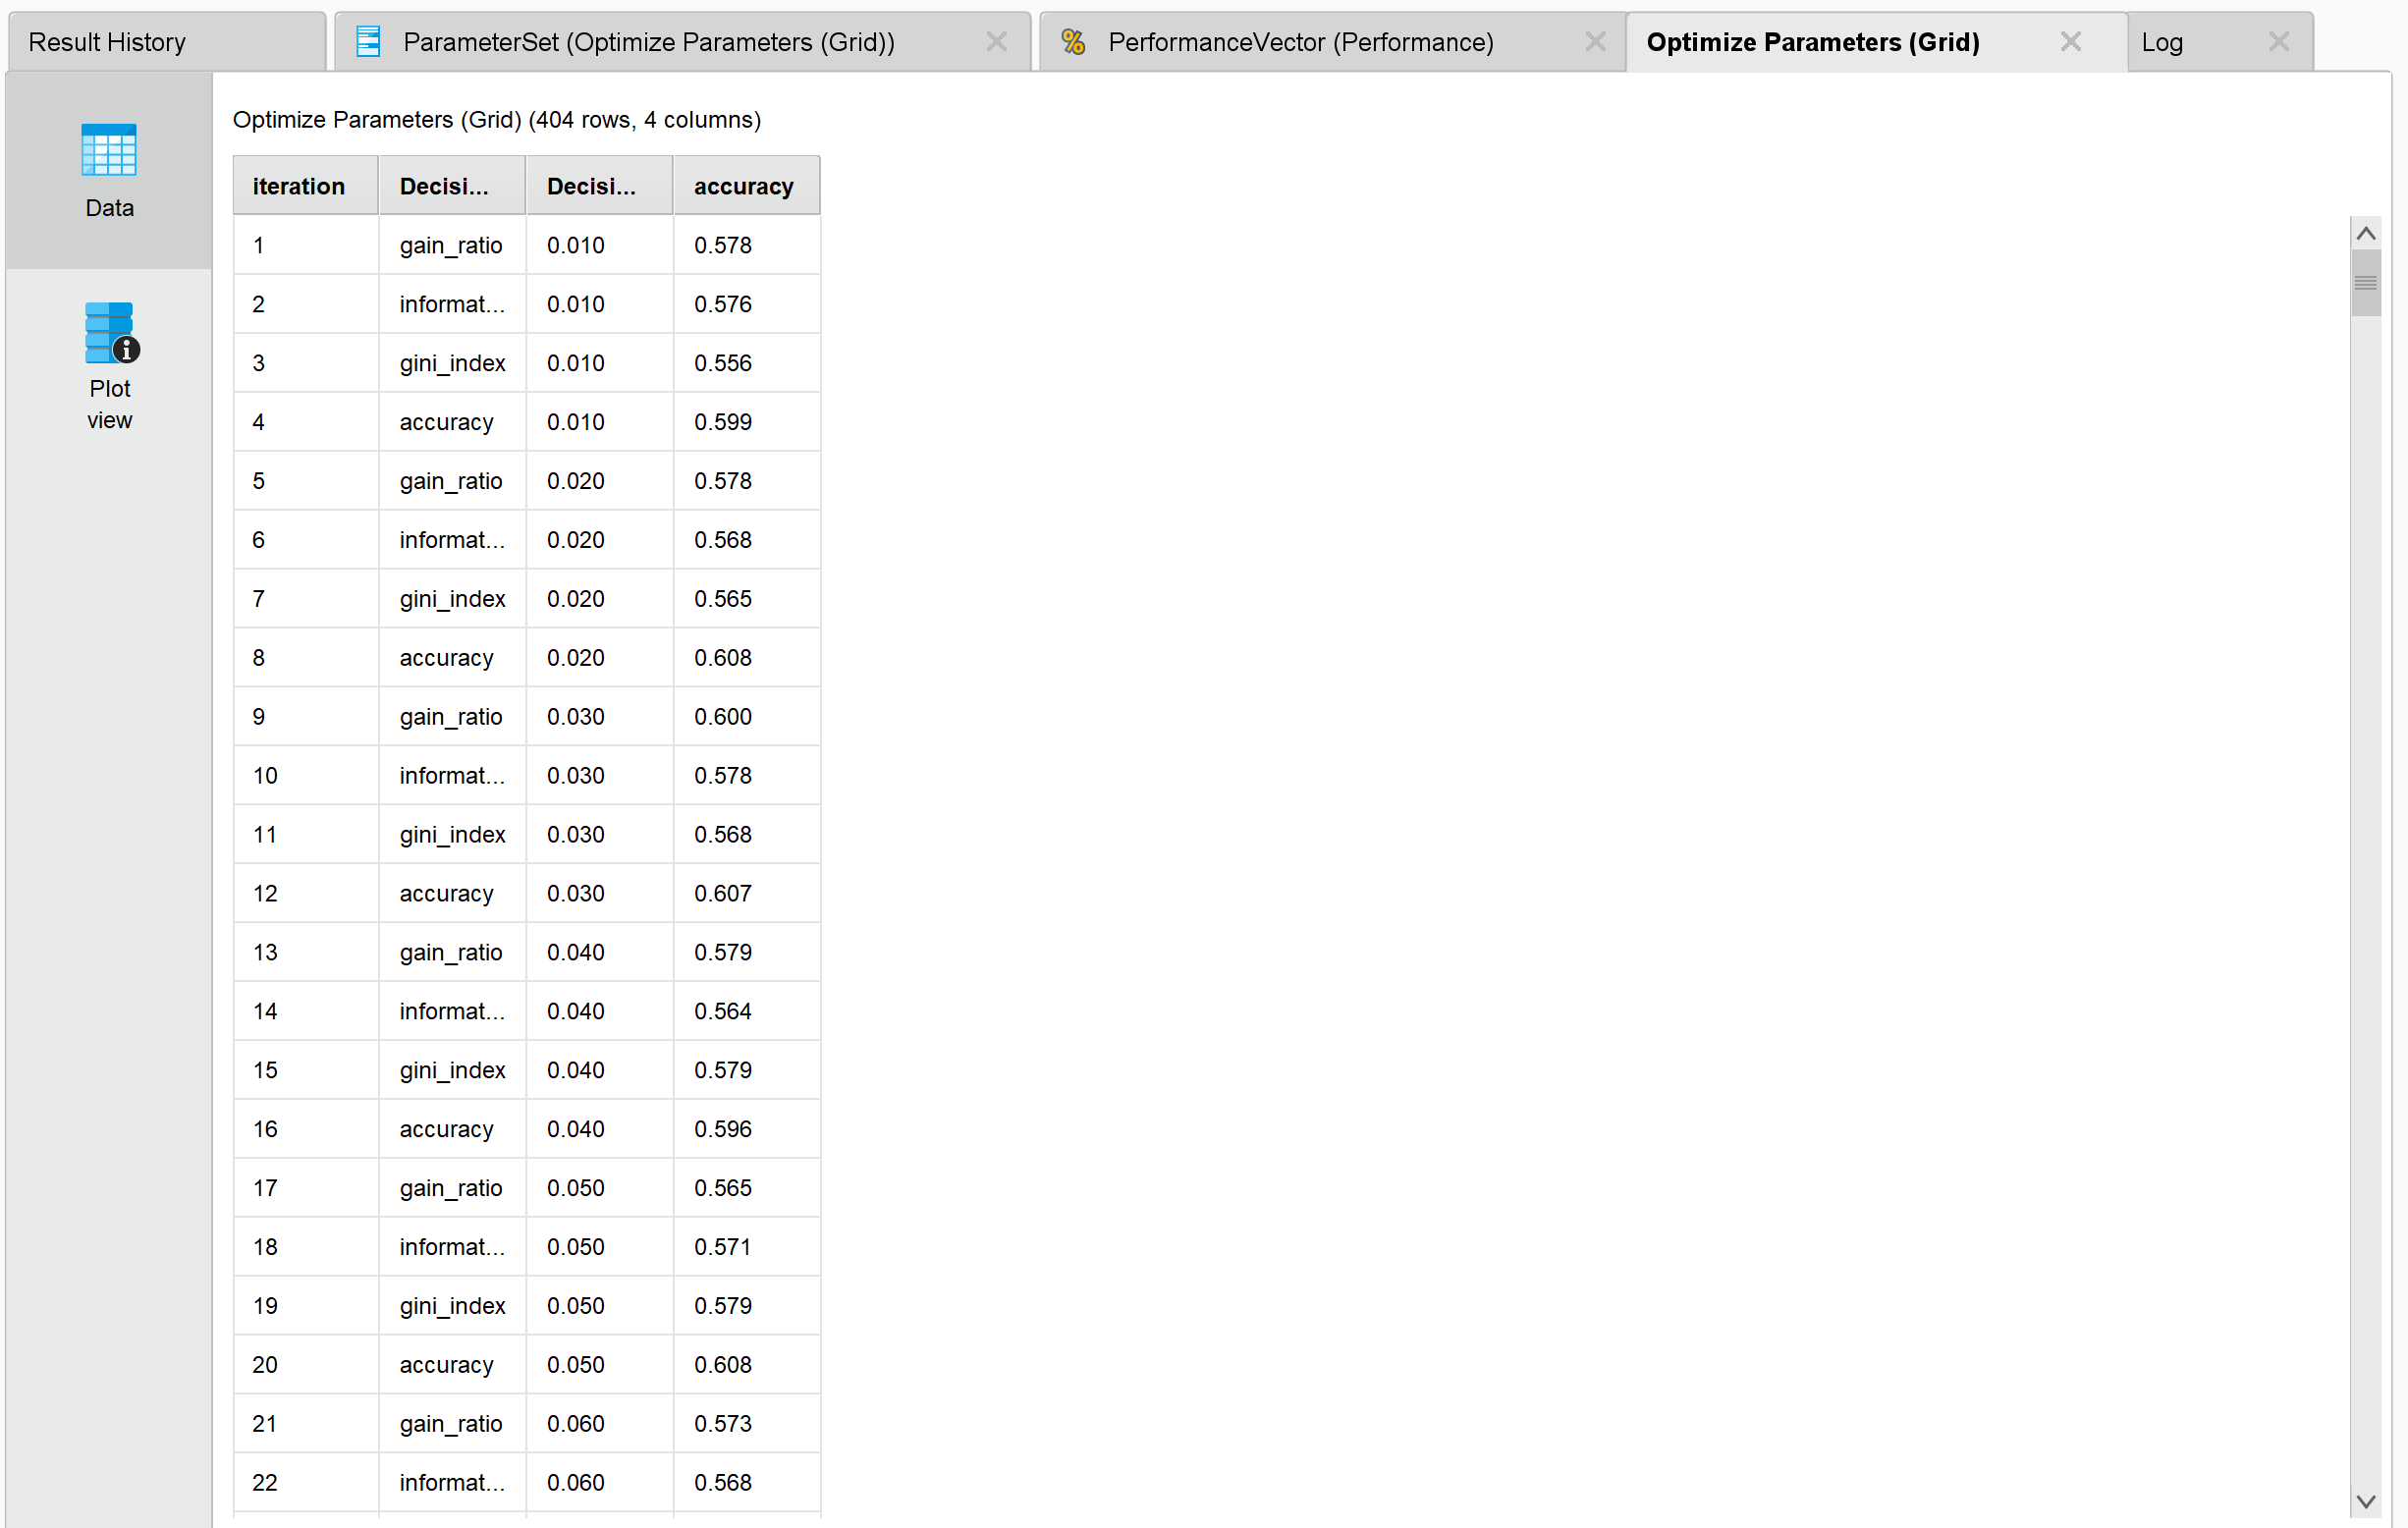 Result History ParameterSet (Optimize Parameters (Grid)) % PerformanceVector (Performance) Optimize Parameters (Grid) Log
Data
Plot
view
Optimize Parameters (Grid) (404 rows, 4 columns)
iteration Decisi... Decisi... accuracy
1 gain_ratio 0.010 0.578
2 informat... 0.010 0.576
3 gini_index 0.010 0.556
4 accuracy 0.010 0.599
5 gain_ratio 0.020 0.578
6 informat... 0.020 0.568
7 gini_index 0.020 0.565
8 accuracy 0.020 0.608
9 gain_ratio 0.030 0.600
10 informat... 0.030 0.578
11 gini_index 0.030 0.568
12 accuracy 0.030 0.607
13 gain_ratio 0.040 0.579
14 informat... 0.040 0.564
15 gini_index 0.040 0.579
16 accuracy 0.040 0.596
17 gain_ratio 0.050 0.565
18 informat... 0.050 0.571
19 gini_index 0.050 0.579
20 accuracy 0.050 0.608
21 gain_ratio 0.060 0.573
22 informat... 0.060 0.568